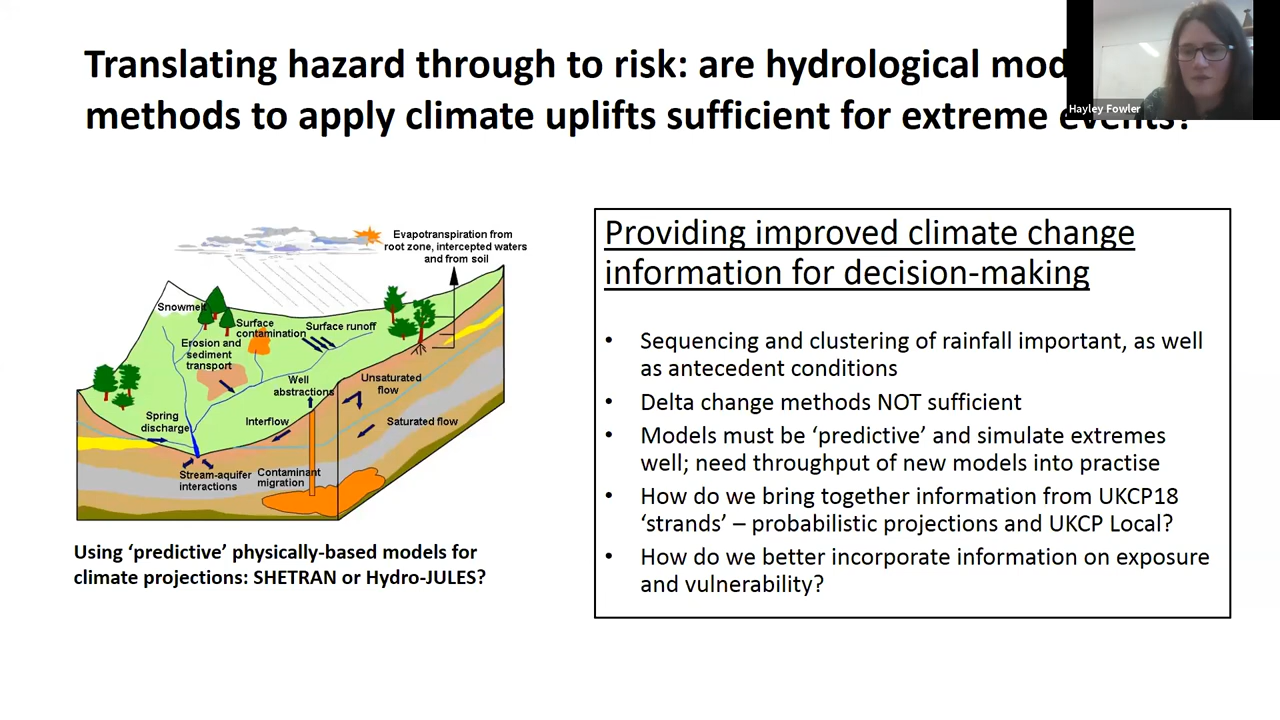 Translating hazard through to risk: are hydrological mod
methods to apply climate uplifts sufficient for extreme events?
Hayley Fowler
Evapotranspiration from
root zone, intercepted waters
and from soil
Snowmelt
Surface
contamination
Surface runoff
Erosion and
sediment
transport
Well
abstractions
Unsaturated
flow
Spring
discharge
Interflow
Saturated flow
Stream-aquifer
interactions
Contaminant
migration
Using ‘predictive’ physically-based models for
climate projections: SHETRAN or Hydro-JULES?
Providing improved climate change
information for decision-making
• Sequencing and clustering of rainfall important, as well
as antecedent conditions
• Delta change methods NOT sufficient
• Models must be ‘predictive’ and simulate extremes
well; need throughput of new models into practise
• How do we bring together information from UKCP18
‘strands’ – probabilistic projections and UKCP Local?
• How do we better incorporate information on exposure
and vulnerability?